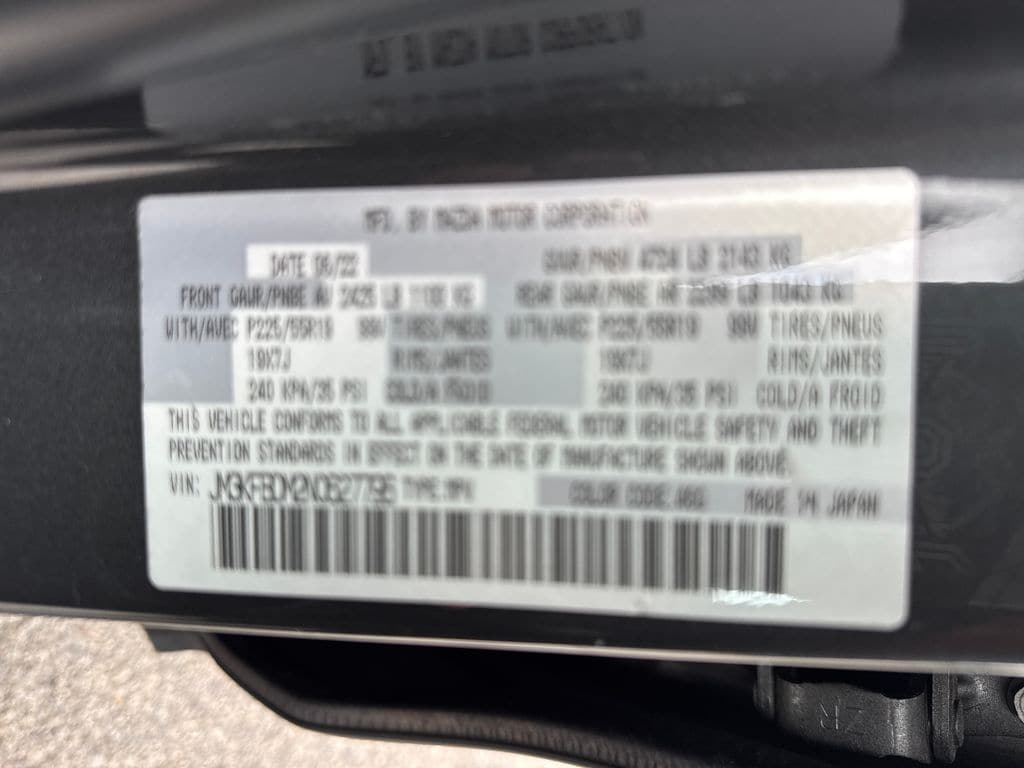 MFD. BY MAZDA MOTOR CORPORATION
DATE 06/22 GAWR/PNBV LB 2143 KG
FRONT GAWR/PNBE AV 2425 LB 1100 KG REAR GAWR/PNBE AR LB 1043 KG
WITH/AVEC P225/55R19 99V TIRES/PNEUS WITH/AVEC P225/55R19 99V TIRES/PNEUS
19X7J RIMS/JANTES 19X7J RIMS/JANTES
240 KPA/35 PSI COLD/A FROID 240 KPA/35 PSI COLD/A FROID
THIS VEHICLE CONFORMS TO ALL APPLICABLE FEDERAL MOTOR VEHICLE SAFETY AND THEFT
PREVENTION STANDARDS IN EFFECT ON THE DATE OF MANUFACTURE SHOWN ABOVE.
VIN: TYPE:MPV COLOR CODE:46G MADE IN JAPAN
ZR